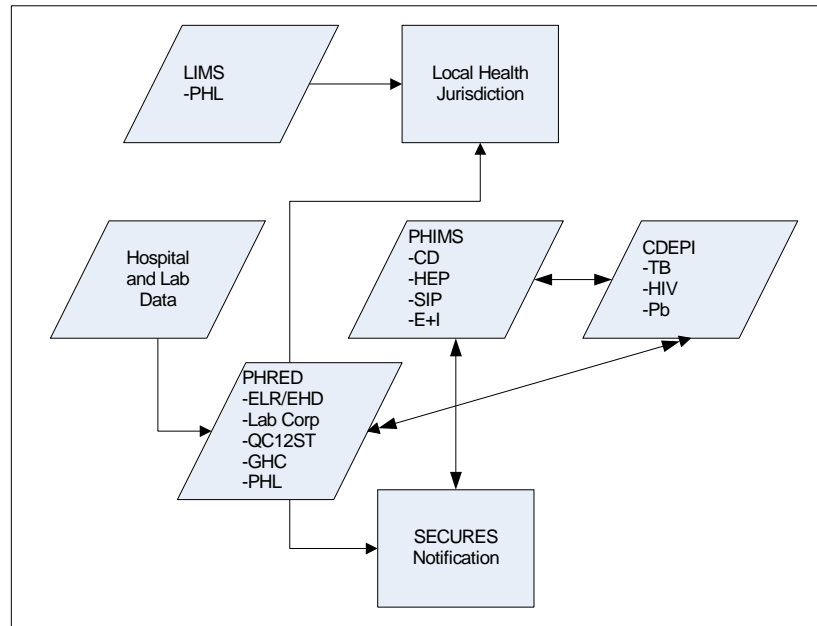 LIMS
-PHL
Local Health
Jurisdiction
Hospital
and Lab
Data
PHIMS
-CD
-HEP
-SIP
-E+I
CDEPI
-TB
-HIV
-Pb
PHRED
-ELR/EHD
-Lab Corp
-QC12ST
-GHC
-PHL
SECURES
Notification